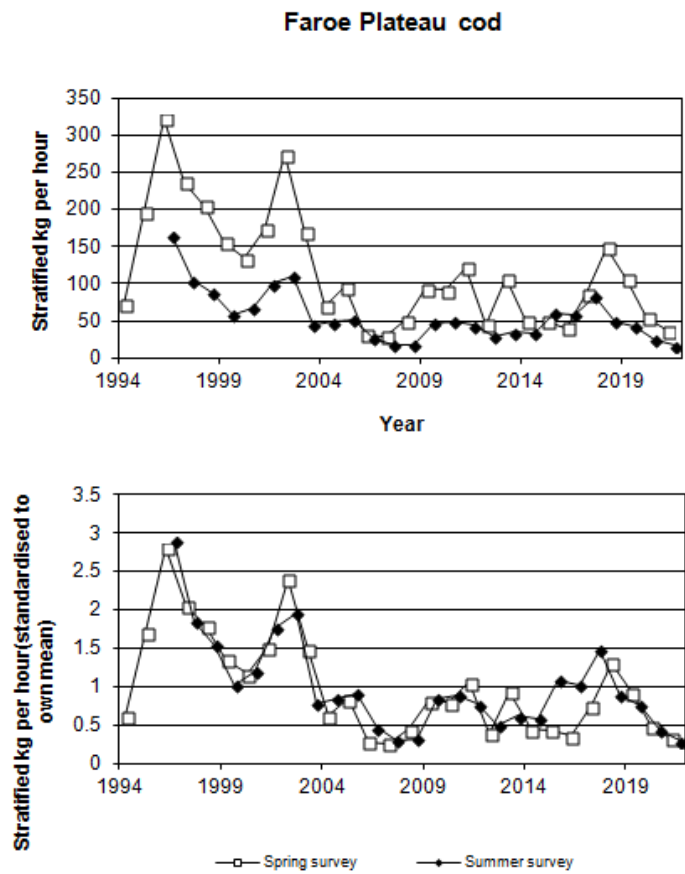 Faroe Plateau cod
Stratified kg per hour
350
300
250
200
150
100
50
0
1994 1999 2004 2009 2014 2019
Year
Stratified kg per hour(standardised to
own mean)
3.5
3
2.5
2
1.5
1
0.5
0
1994 1999 2004 2009 2014 2019
Spring survey Summer survey